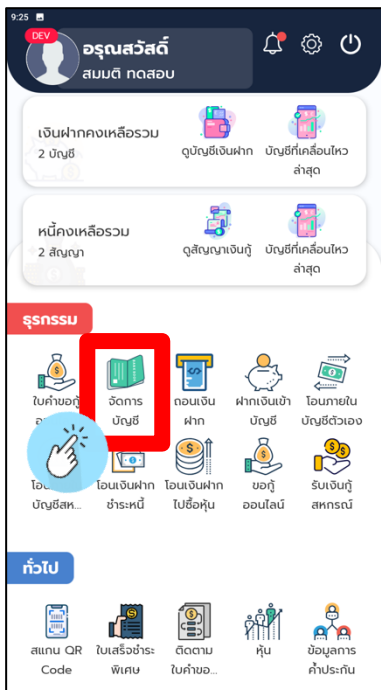 9:25
DEV
อรุณสวัสดิ์
สมมติ ทดสอบ
เงินฝากคงเหลือรวม
2 บัญชี
ดูบัญชีเงินฝาก
บัญชีที่เคลื่อนไหว
ล่าสุด
หนี้คงเหลือรวม
2 สัญญา
ดูสัญญาเงินกู้
บัญชีที่เคลื่อนไหว
ล่าสุด
ธุรกรรม
ใบคำขอกู้
จัดการ
บัญชี
ถอนเงิน
ฝาก
ฝากเงินเข้า
บัญชี
โอนภายใน
บัญชีตัวเอง
บัญชีสห...
โอนเงินฝาก
ชำระหนี้
โอนเงินฝาก
ไปซื้อหุ้น
ขอกู้
ออนไลน์
รับเงินกู้
สหกรณ์
ทั่วไป
สแกน QR
Code
ใบเสร็จชำระ
พิเศษ
ติดตาม
ใบคำขอ...
หุ้น
ข้อมูลการ
ค้ำประกัน